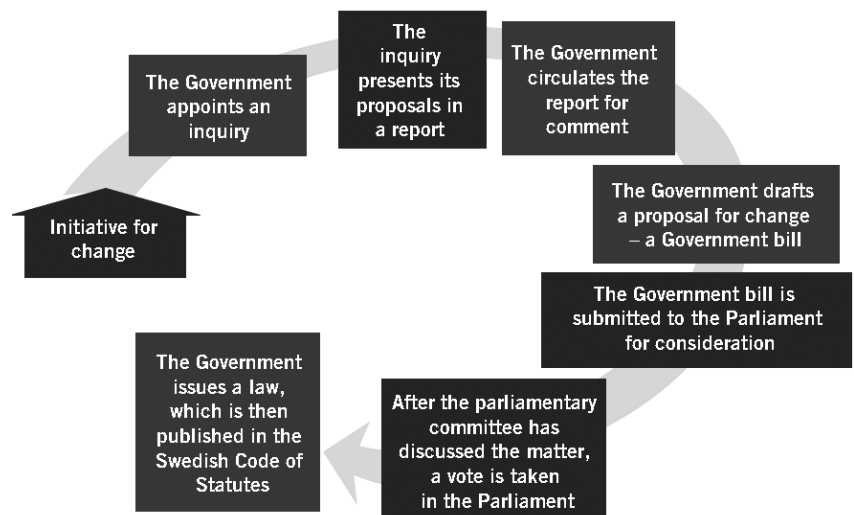 Initiative for
change
The Government
appoints an
inquiry
The
inquiry
presents its
proposals in
a report
The Government
circulates the
report for
comment
The Government drafts
a proposal for change
– a Government bill
The Government bill is
submitted to the Parliament
for consideration
After the parliamentary
committee has
discussed the matter,
a vote is taken
in the Parliament
The Government
issues a law,
which is then
published in the
Swedish Code of
Statutes